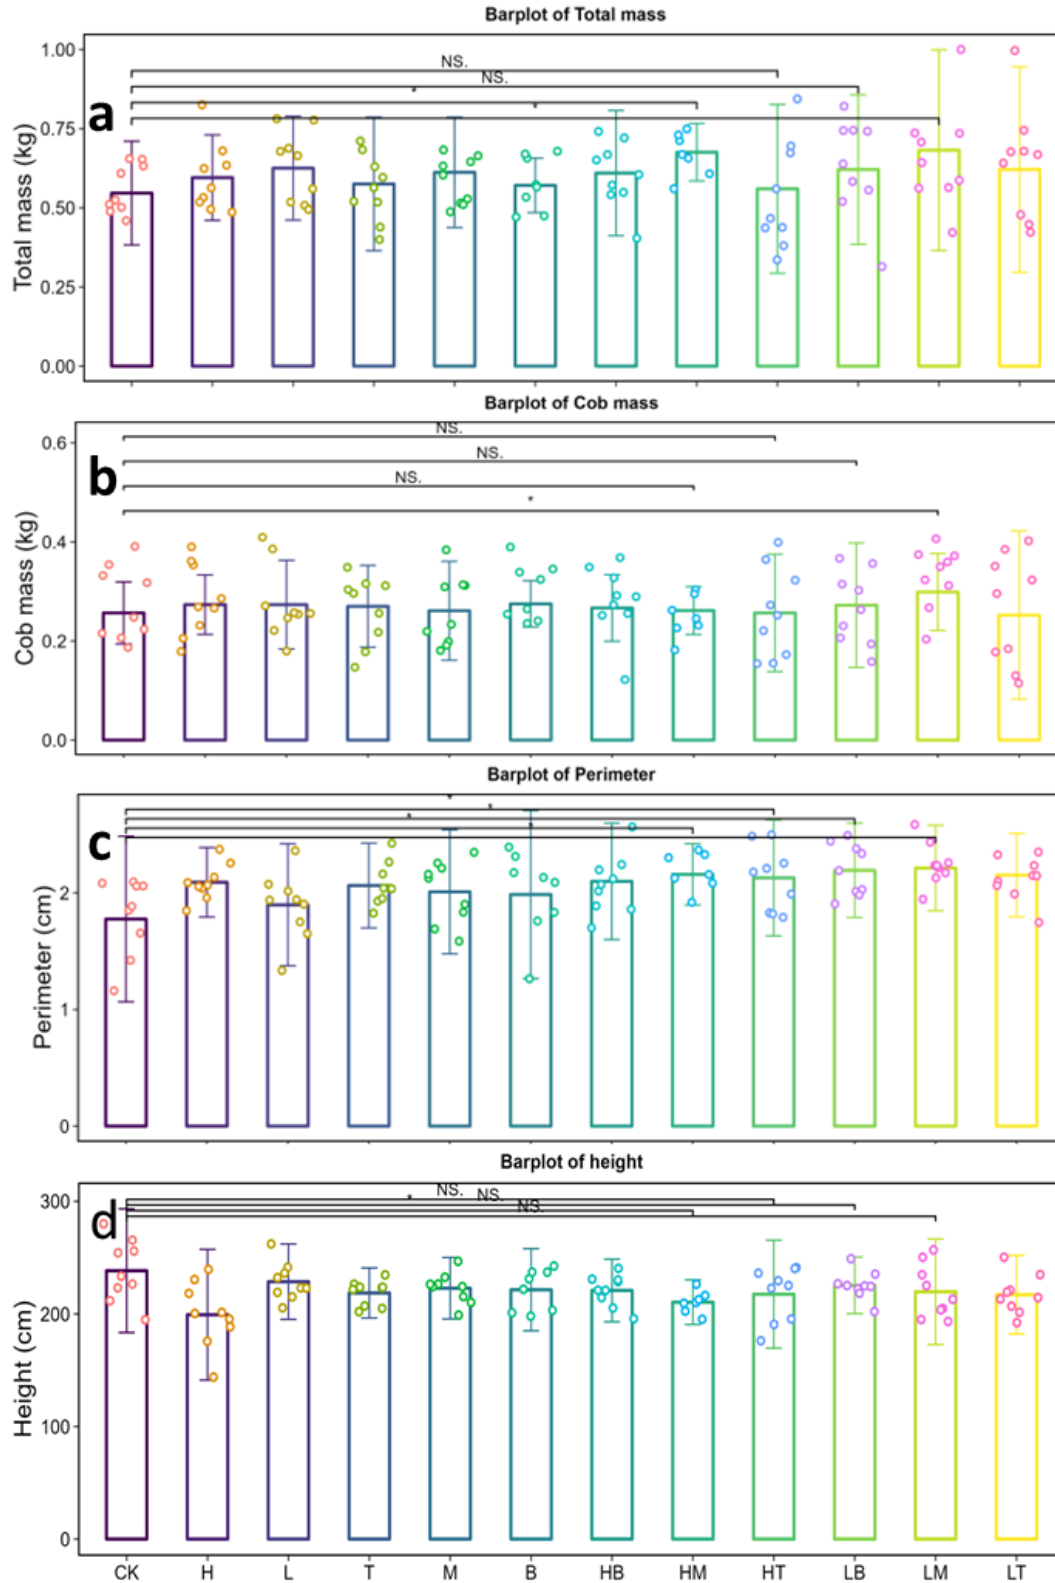 Barplot of Total mass
a
Total mass (kg)
1.00
0.75
0.50
0.25
0.00
NS.
NS.
*
*
Barplot of Cob mass
b
Cob mass (kg)
0.6
0.4
0.2
0.0
NS.
NS.
NS.
*
Barplot of Perimeter
c
Perimeter (cm)
2
1
0
*
*
*
*
Barplot of height
d
Height (cm)
300
200
100
0
NS.
NS.
*
NS.
CK H L T M B HB HM HT LB LM LT